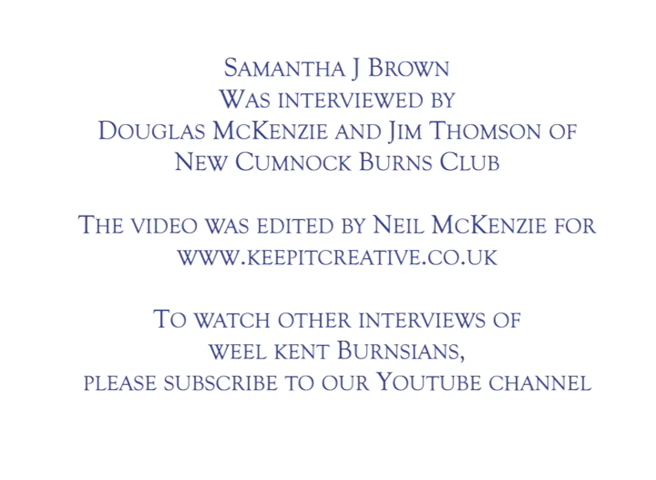 Samantha J Brown
Was interviewed by
Douglas McKenzie and Jim Thomson of
New Cumnock Burns Club
The video was edited by Neil McKenzie for
www.keepitcreative.co.uk
To watch other interviews of
weel kent Burnsians,
please subscribe to our Youtube channel